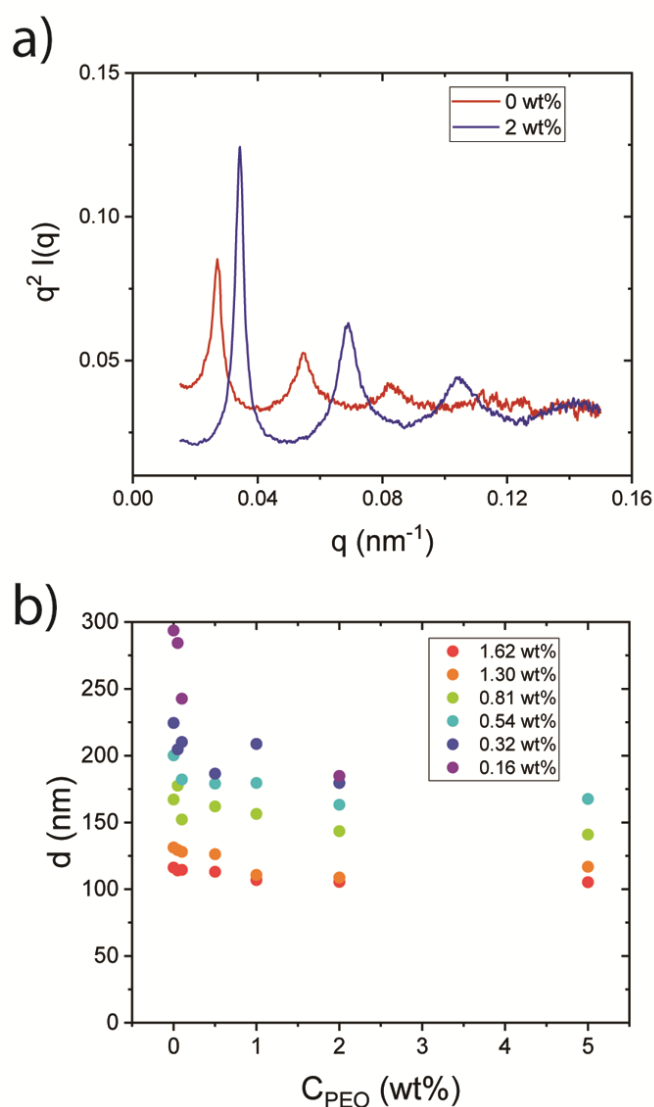 a)
0.15
0 wt%
2 wt%
0.10
q² I(q)
0.05
0.00
0.04
0.08
0.12
0.16
q (nm⁻¹)
b)
300
1.62 wt%
1.30 wt%
0.81 wt%
0.54 wt%
0.32 wt%
0.16 wt%
250
200
d (nm)
150
100
50
0
0
1
2
3
4
5
C_PEO (wt%)